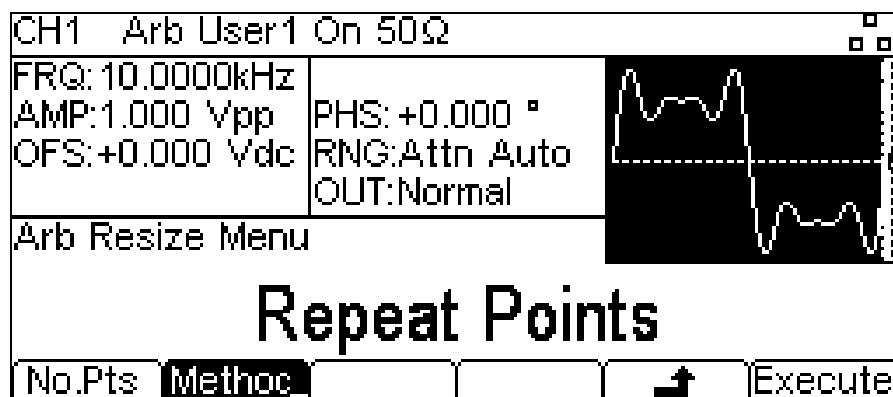 CH1 Arb User1 On 50Ω
FRQ:10.0000kHz
AMP:1.000 Vpp
OFS:+0.000 Vdc
PHS:+0.000 °
RNG:Attn Auto
OUT:Normal
Arb Resize Menu
Repeat Points
No.Pts Methoc Execute